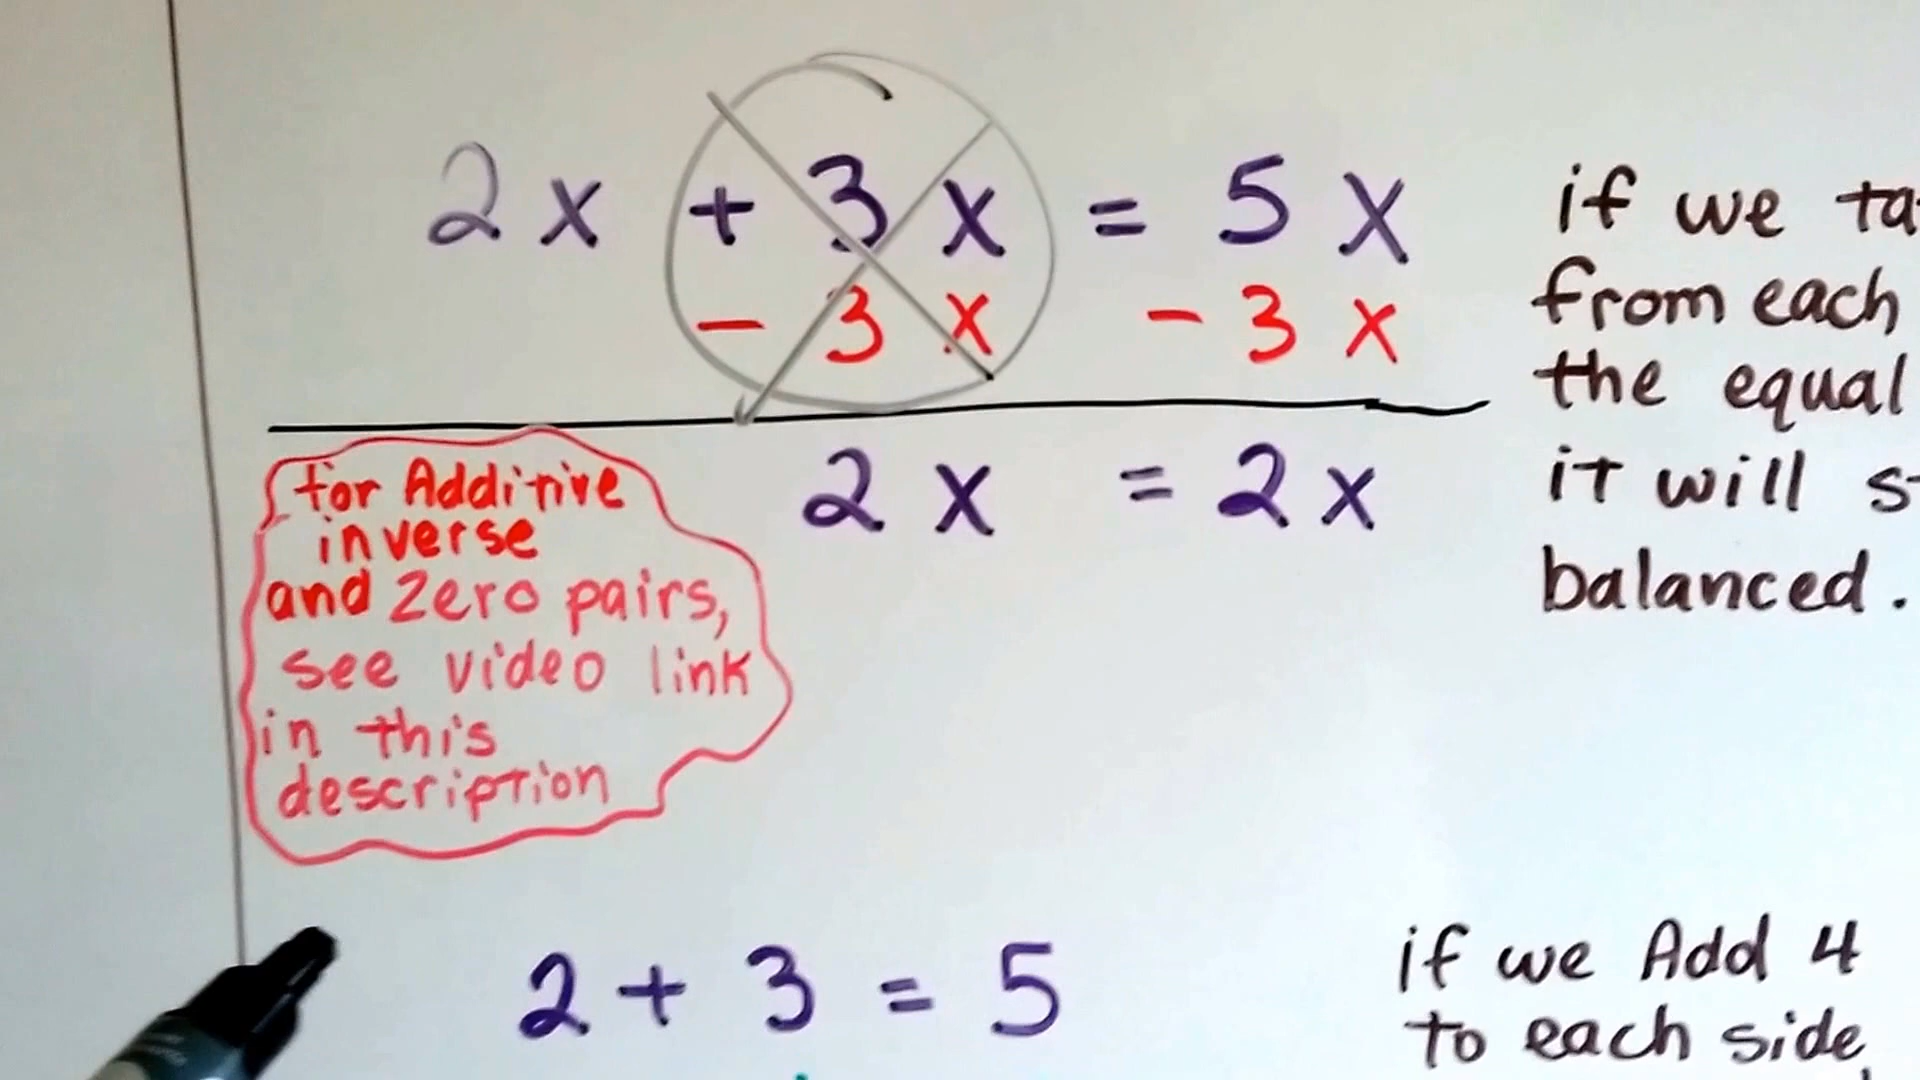 2x + 3x = 5x
- 3x - 3x
2x = 2x
for Additive
inverse
and zero pairs,
see video link
in this
description
if we
from each
the equal
it will
balanced.
2 + 3 = 5
if we Add 4
to each side,